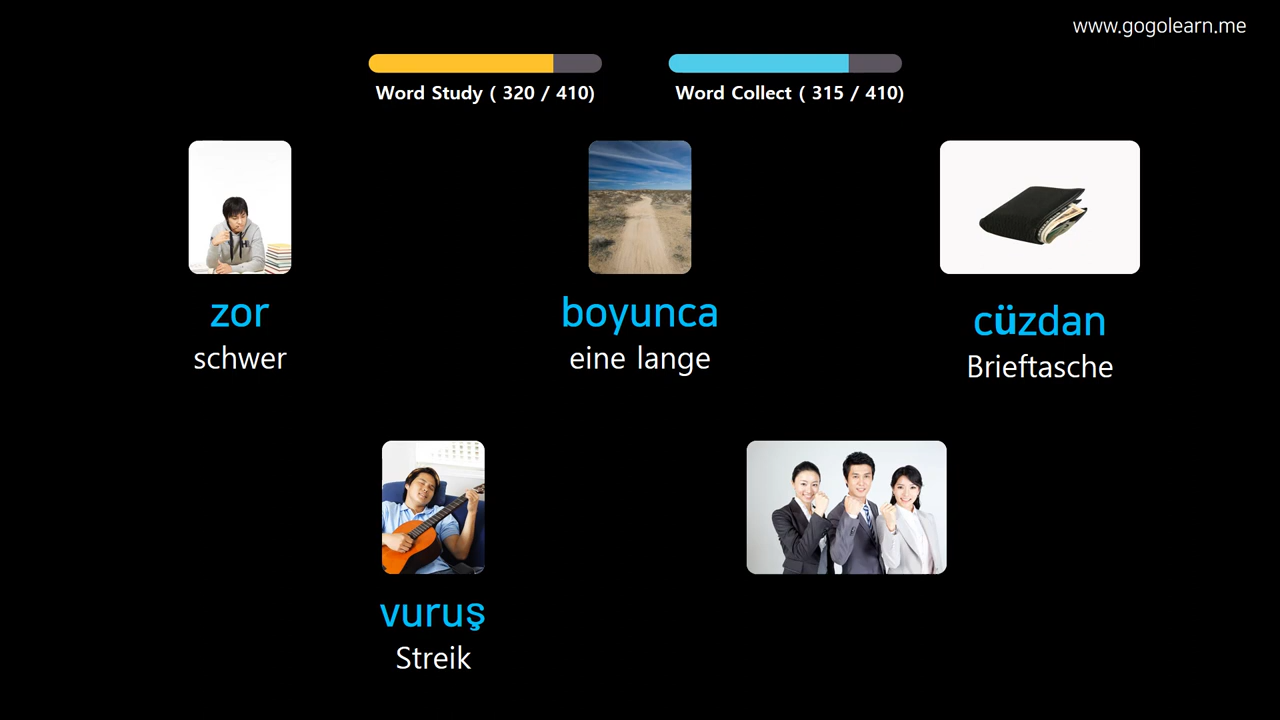 www.gogolearn.me
Word Study ( 320 / 410)
Word Collect ( 315 / 410)
zor
schwer
boyunca
eine lange
cüzdan
Brieftasche
vuruş
Streik